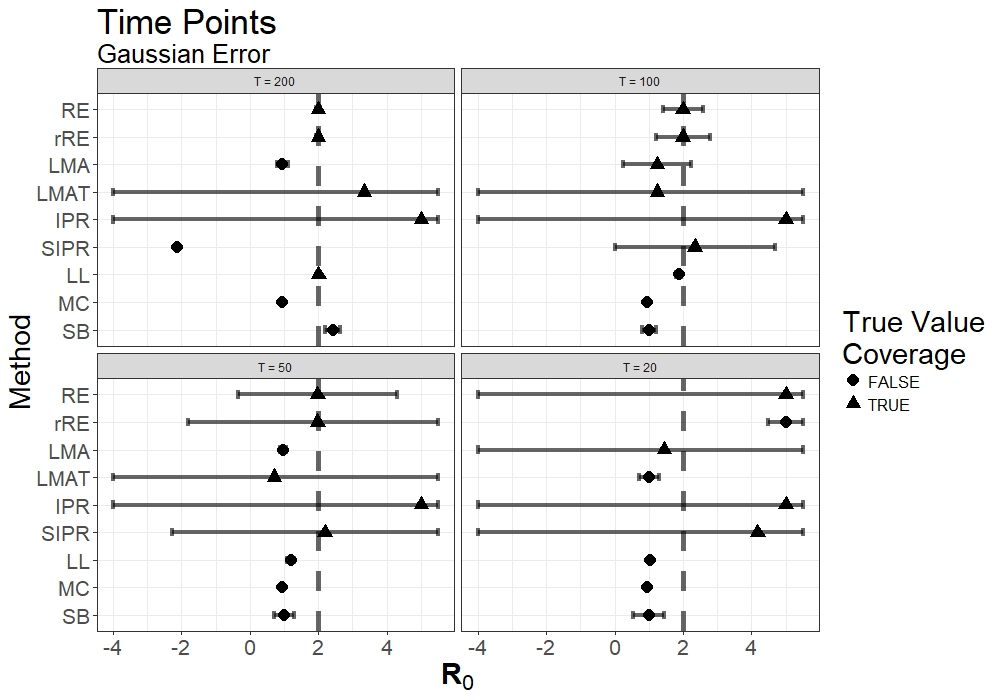 Time Points
Gaussian Error
T = 200
T = 100
RE
rRE
LMA
LMAT
IPR
SIPR
LL
MC
SB
T = 50
T = 20
RE
rRE
LMA
LMAT
IPR
SIPR
LL
MC
SB
-4 -2 0 2 4
-4 -2 0 2 4
R₀
Method
True Value
Coverage
FALSE
TRUE